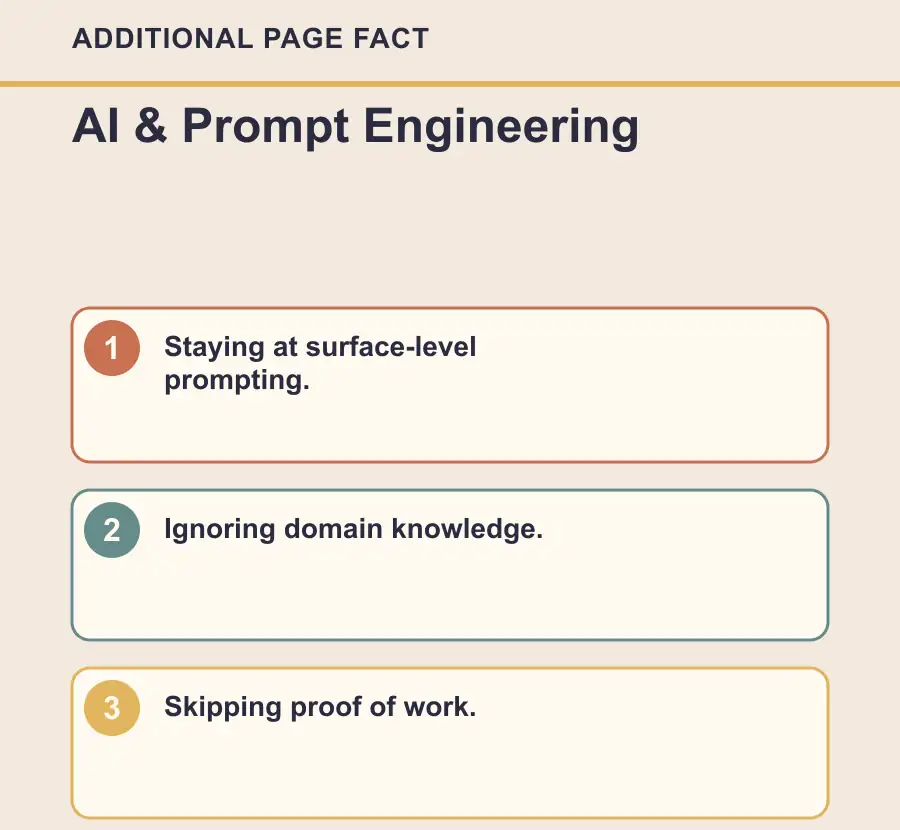 ADDITIONAL PAGE FACT
AI & Prompt Engineering
1
Staying at surface-level
prompting.
2
Ignoring domain knowledge.
3
Skipping proof of work.